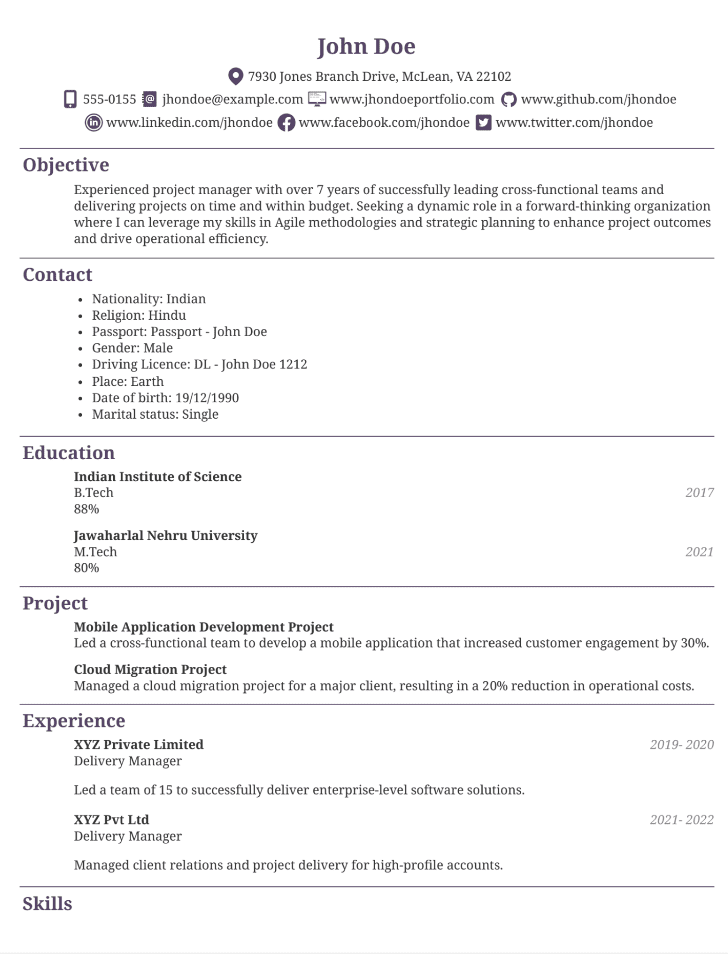 John Doe
7930 Jones Branch Drive, McLean, VA 22102
555-0155 jhondoe@example.com www.jhondoeportfolio.com www.github.com/jhondoe
www.linkedin.com/jhondoe www.facebook.com/jhondoe www.twitter.com/jhondoe
Objective
Experienced project manager with over 7 years of successfully leading cross-functional teams and
delivering projects on time and within budget. Seeking a dynamic role in a forward-thinking organization
where I can leverage my skills in Agile methodologies and strategic planning to enhance project outcomes
and drive operational efficiency.
Contact
• Nationality: Indian
• Religion: Hindu
• Passport: Passport - John Doe
• Gender: Male
• Driving Licence: DL - John Doe 1212
• Place: Earth
• Date of birth: 19/12/1990
• Marital status: Single
Education
Indian Institute of Science
B.Tech 2017
88%
Jawaharlal Nehru University
M.Tech 2021
80%
Project
Mobile Application Development Project
Led a cross-functional team to develop a mobile application that increased customer engagement by 30%.
Cloud Migration Project
Managed a cloud migration project for a major client, resulting in a 20% reduction in operational costs.
Experience
XYZ Private Limited 2019- 2020
Delivery Manager
Led a team of 15 to successfully deliver enterprise-level software solutions.
XYZ Pvt Ltd 2021- 2022
Delivery Manager
Managed client relations and project delivery for high-profile accounts.
Skills